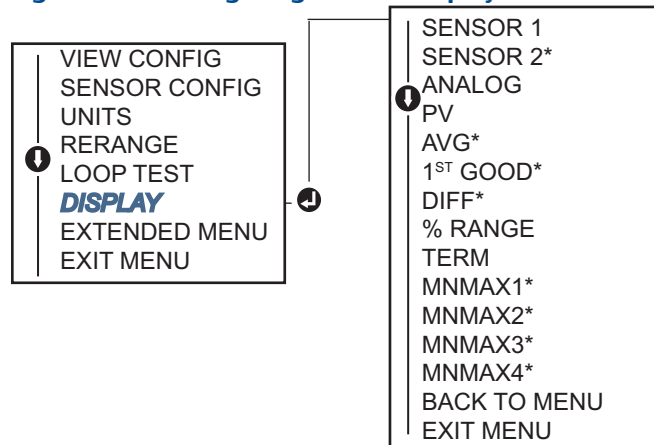 VIEW CONFIG
SENSOR CONFIG
UNITS
RERANGE
LOOP TEST
DISPLAY
EXTENDED MENU
EXIT MENU
SENSOR 1
SENSOR 2*
ANALOG
PV
AVG*
1ST GOOD*
DIFF*
% RANGE
TERM
MNMAX1*
MNMAX2*
MNMAX3*
MNMAX4*
BACK TO MENU
EXIT MENU